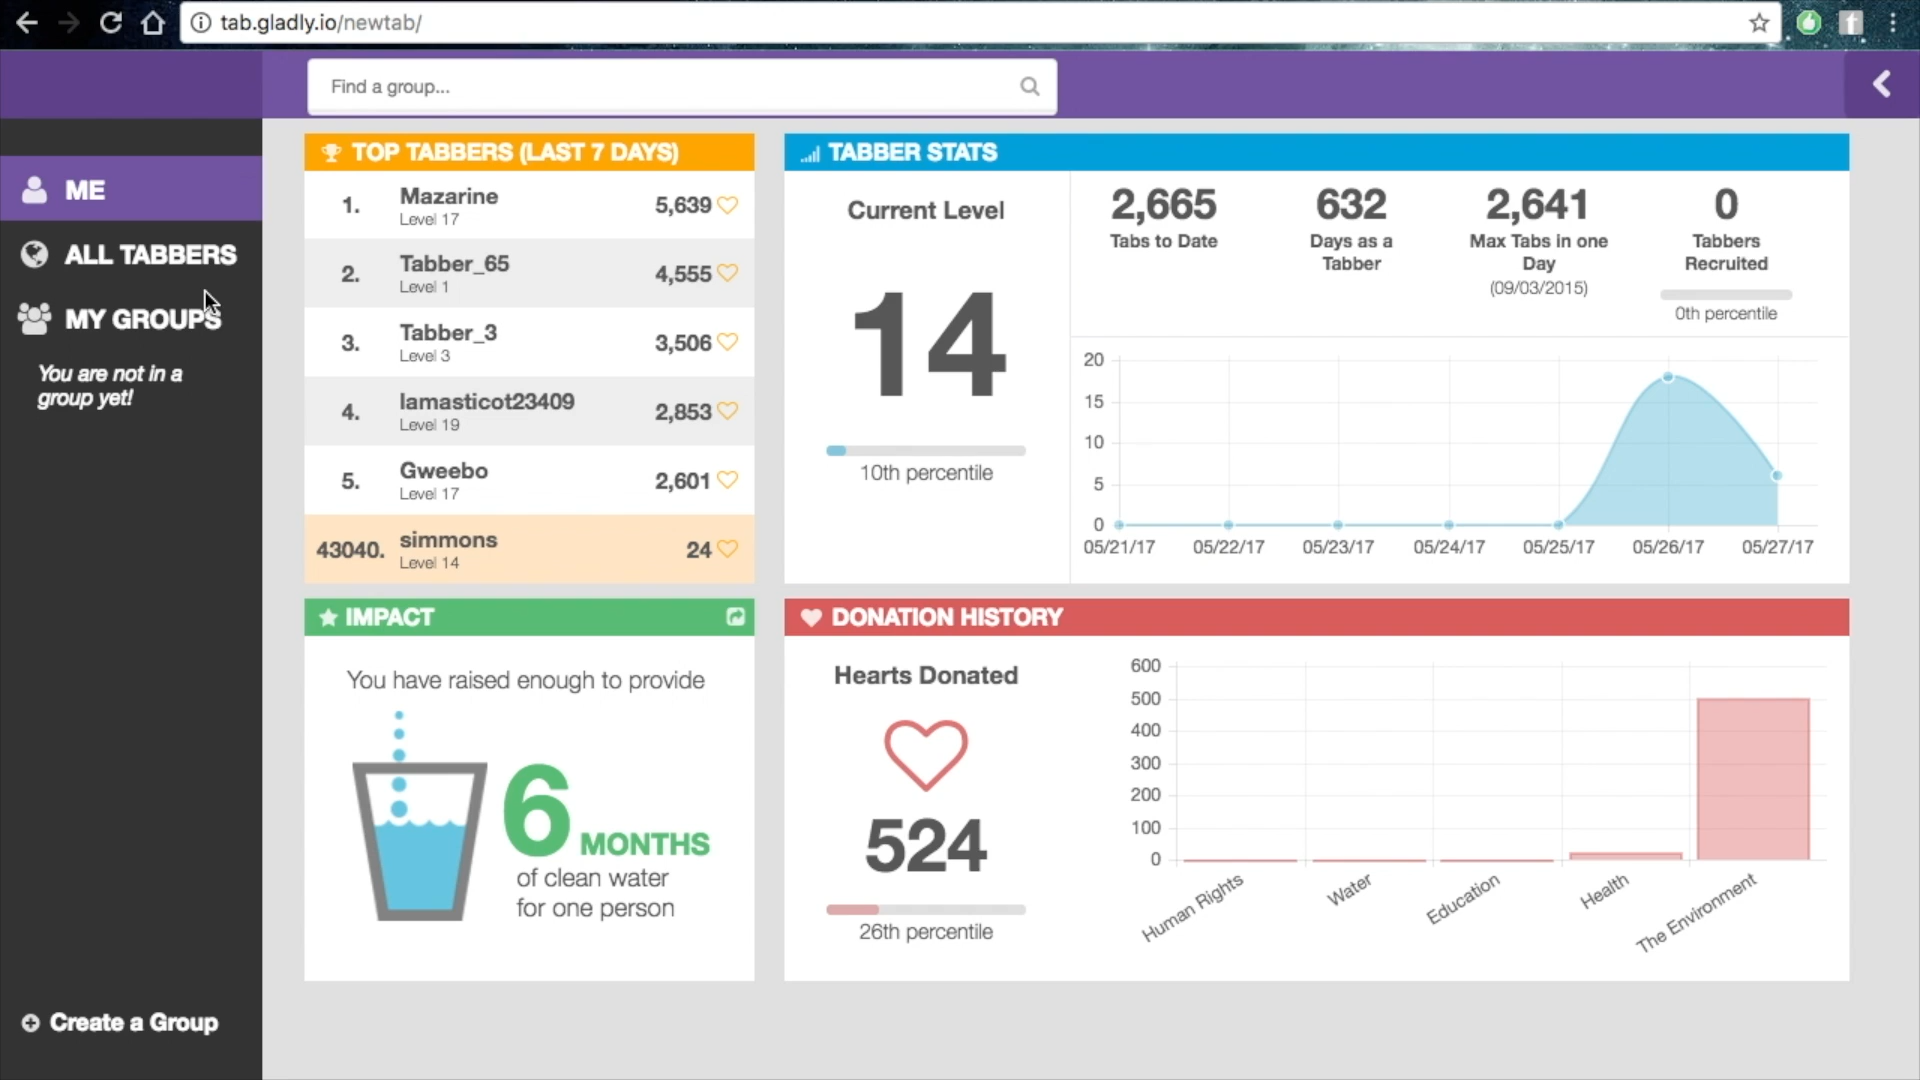 tab.gladly.io/newtab/
Find a group...
ME
ALL TABBERS
MY GROUPS
You are not in a
group yet!
Create a Group
TOP TABBERS (LAST 7 DAYS)
1. Mazarine 5,639
Level 17
2. Tabber_65 4,555
Level 1
3. Tabber_3 3,506
Level 3
4. lamasticot23409 2,853
Level 19
5. Gweebo 2,601
Level 17
43040. simmons 24
Level 14
TABBER STATS
Current Level
14
10th percentile
2,665
Tabs to Date
632
Days as a
Tabber
2,641
Max Tabs in one
Day
(09/03/2015)
0
Tabbers
Recruited
0th percentile
20
15
10
5
0
05/21/17 05/22/17 05/23/17 05/24/17 05/25/17 05/26/17 05/27/17
IMPACT
You have raised enough to provide
6 MONTHS
of clean water
for one person
DONATION HISTORY
Hearts Donated
524
26th percentile
600
500
400
300
200
100
0
Human Rights Water Education Health The Environment